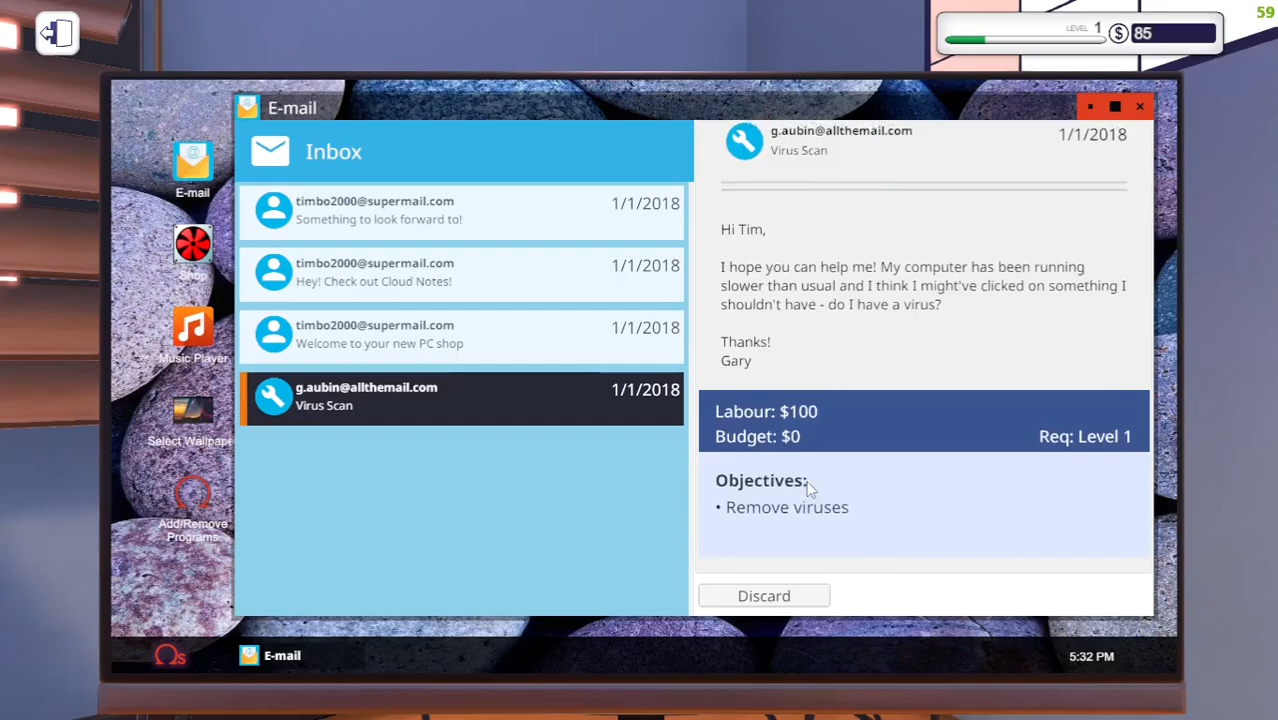 59
LEVEL 1
$ 85
E-mail
Inbox
timbo2000@supermail.com 1/1/2018
Something to look forward to!
timbo2000@supermail.com 1/1/2018
Hey! Check out Cloud Notes!
timbo2000@supermail.com 1/1/2018
Welcome to your new PC shop
g.aubin@allthemail.com 1/1/2018
Virus Scan
g.aubin@allthemail.com 1/1/2018
Virus Scan
Hi Tim,
I hope you can help me! My computer has been running
slower than usual and I think I might've clicked on something I
shouldn't have - do I have a virus?
Thanks!
Gary
Labour: $100
Budget: $0 Req: Level 1
Objectives:
• Remove viruses
Discard
E-mail
Shop
Music Player
Select Wallpape
Add/Remove
Programs
Ωs
E-mail
5:32 PM